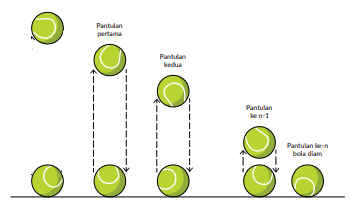 Pantulan
pertama
Pantulan
kedua
Pantulan
ke n-1
Pantulan ke-n
bola diam